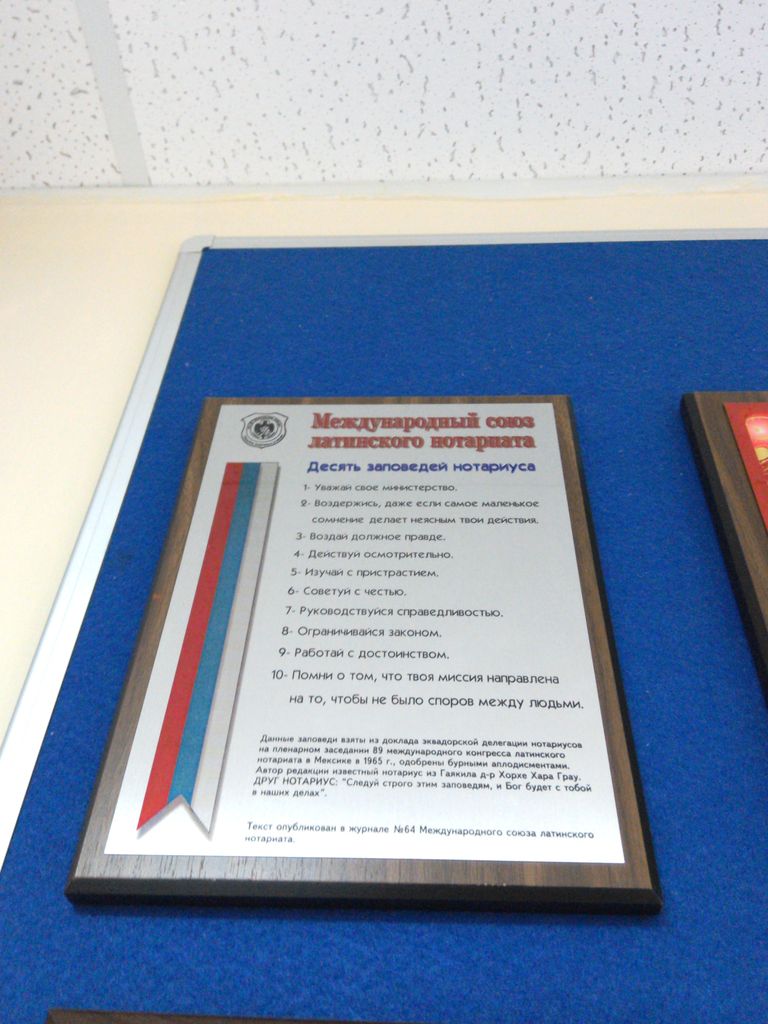 Международный союз
латинского нотариата
Десять заповедей нотариуса
1- Уважай свое министерство.
2- Воздержись, даже если самое маленькое
сомнение делает неясным твои действия.
3- Воздай должное правде.
4- Действуй осмотрительно.
5- Изучай с пристрастием.
6- Советуй с честью.
7- Руководствуйся справедливостью.
8- Ограничивайся законом.
9- Работай с достоинством.
10- Помни о том, что твоя миссия направлена
на то, чтобы не было споров между людьми.
Данные заповеди взяты из доклада эквадорской делегации нотариусов
на пленарном заседании 89 международного конгресса латинского
нотариата в Мексике в 1965 г., одобрены бурными аплодисментами.
Автор редакции известный нотариус из Гаякила д-р Хорхе Хара Грау.
ДРУГ НОТАРИУС: "Следуй строго этим заповедям, и Бог будет с тобой
в наших делах".
Текст опубликован в журнале №64 Международного союза латинского
нотариата.